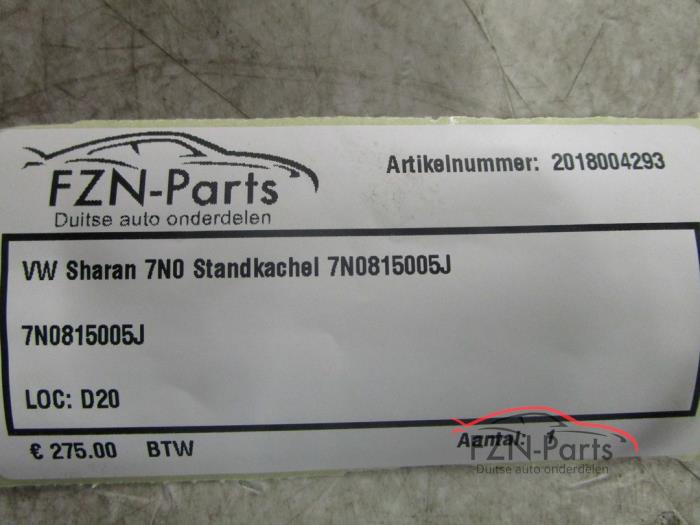 FZN-Parts
Duitse auto onderdelen
Artikelnummer: 2018004293
VW Sharan 7N0 Standkachel 7N0815005J
7N0815005J
LOC: D20
€ 275.00 BTW
Aantal: 1
FZN-Parts
Duitse auto onderdelen